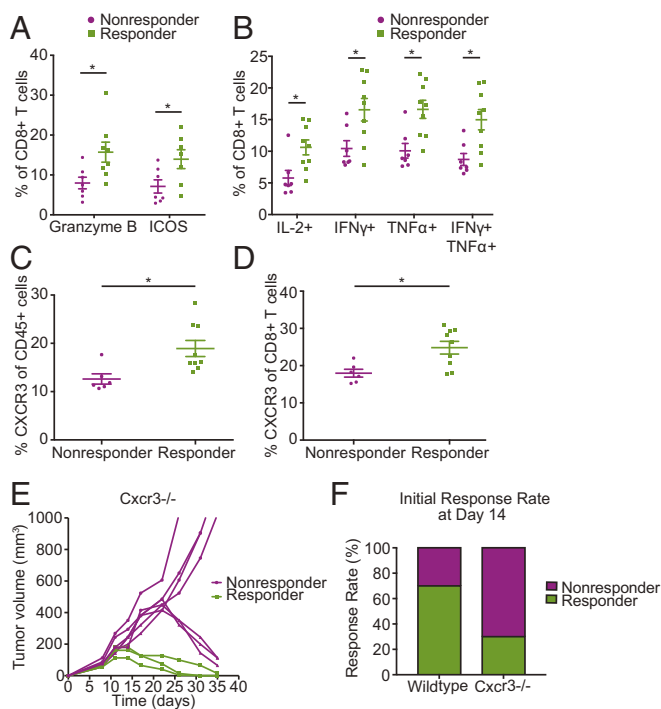 A
Nonresponder
Responder
% of CD8+ T cells
40
30
20
10
0
*
*
Granzyme B
ICOS
B
Nonresponder
Responder
% of CD8+ T cells
25
20
15
10
5
0
*
*
*
*
IL-2+
IFNγ+
TNFα+
IFNγ+
TNFα+
C
% CXCR3 of CD45+ cells
30
20
10
0
*
Nonresponder
Responder
D
% CXCR3 of CD8+ T cells
40
30
20
10
0
*
Nonresponder
Responder
E
Cxcr3-/-
Tumor volume (mm³)
1000
800
600
400
200
0
0 5 10 15 20 25 30 35 40
Time (days)
Nonresponder
Responder
F
Initial Response Rate
at Day 14
Response Rate (%)
100
80
60
40
20
0
Wildtype
Cxcr3-/-
Nonresponder
Responder